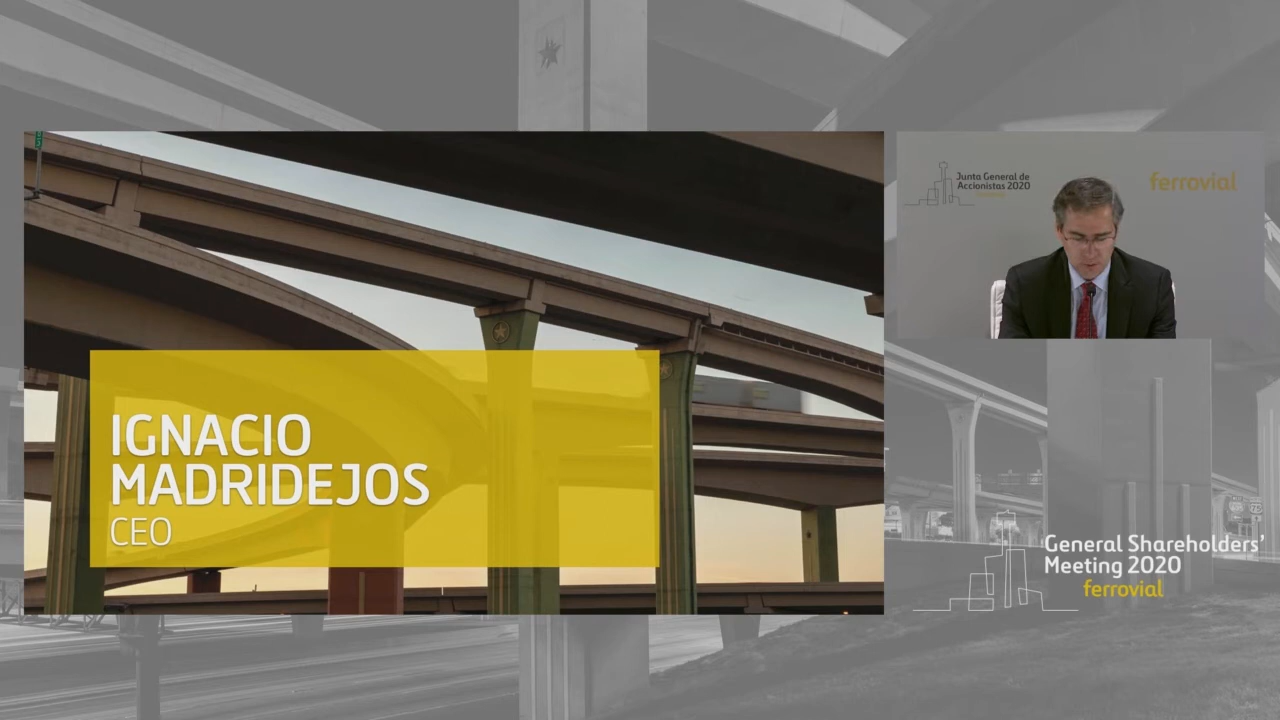 IGNACIO
MADRIDEJOS
CEO
Junta General de
Accionistas 2020
ferrovial
General Shareholders'
Meeting 2020
ferrovial